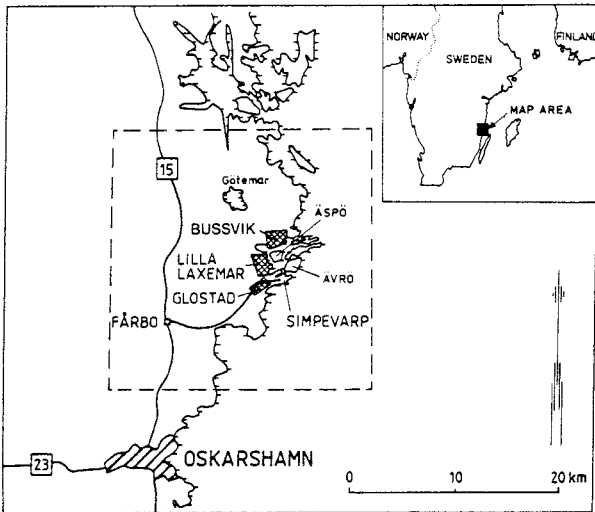 NORWAY
FINLAND
SWEDEN
MAP AREA
15
Götemar
ÄSPÖ
BUSSVIK
LILLA
LAXEMAR
ÄVRÖ
GLOSTAD
SIMPEVARP
FÅRBO
OSKARSHAMN
23
0 10 20 km